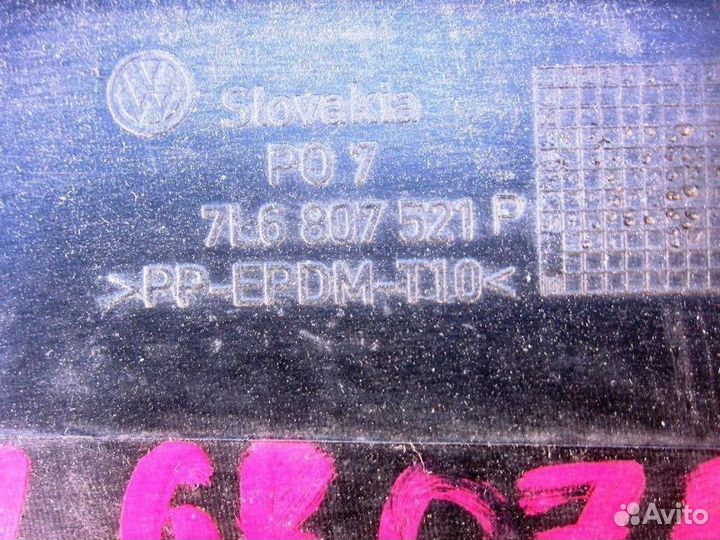 Slovakia
PO 7
7L6 807 521 P
>PP-EPDM-T10<
Avito